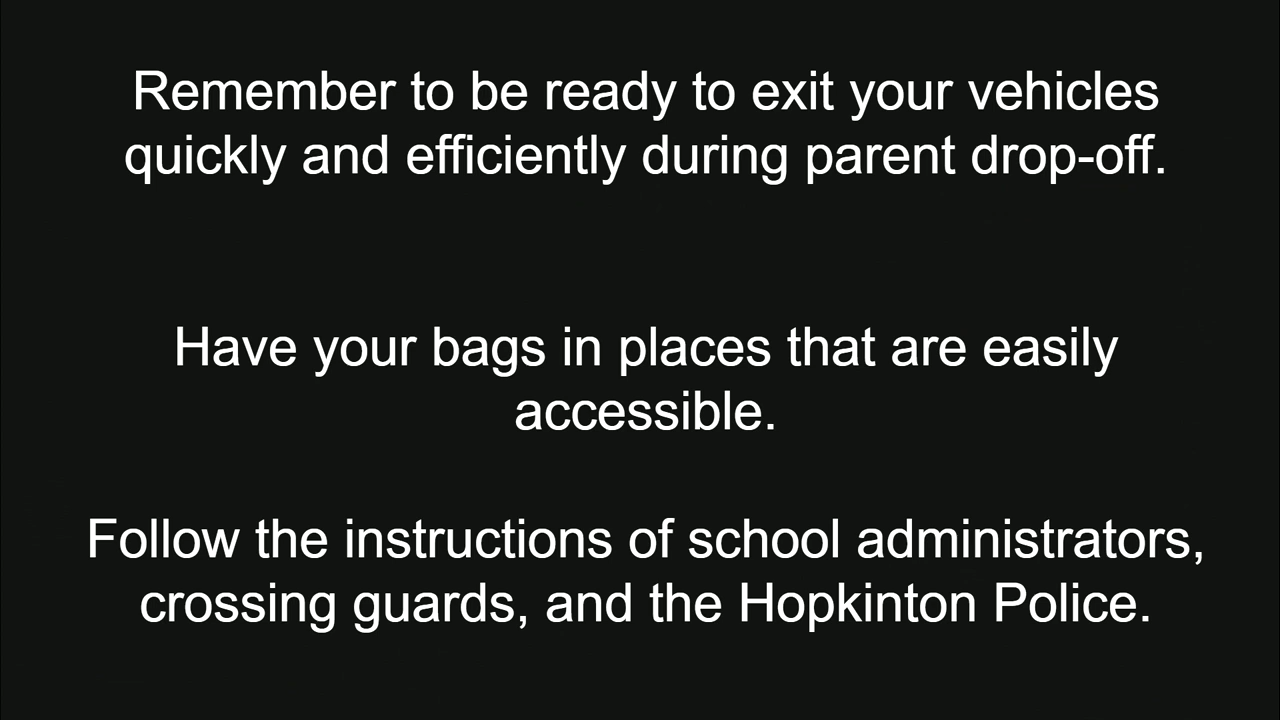 Remember to be ready to exit your vehicles
quickly and efficiently during parent drop-off.
Have your bags in places that are easily
accessible.
Follow the instructions of school administrators,
crossing guards, and the Hopkinton Police.